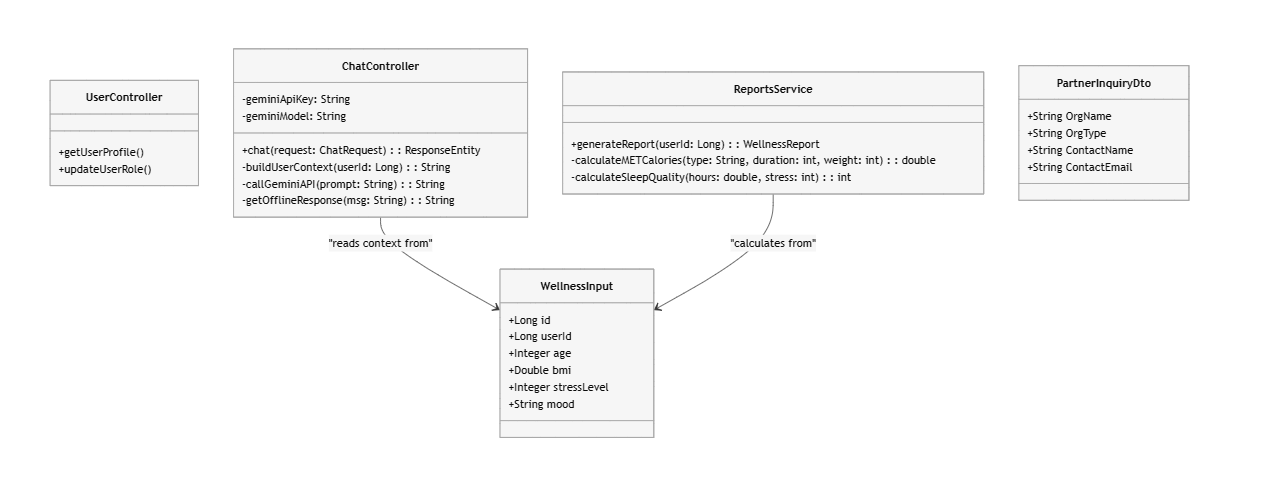 UserController
+getUserProfile()
+updateUserRole()
ChatController
-geminiApiKey: String
-geminiModel: String
+chat(request: ChatRequest) : : ResponseEntity
-buildUserContext(userId: Long) : : String
-callGeminiAPI(prompt: String) : : String
-getOfflineResponse(msg: String) : : String
ReportsService
+generateReport(userId: Long) : : WellnessReport
-calculateMETCalories(type: String, duration: int, weight: int) : : double
-calculateSleepQuality(hours: double, stress: int) : : int
PartnerInquiryDto
+String OrgName
+String OrgType
+String ContactName
+String ContactEmail
"reads context from"
"calculates from"
WellnessInput
+Long id
+Long userId
+Integer age
+Double bmi
+Integer stressLevel
+String mood